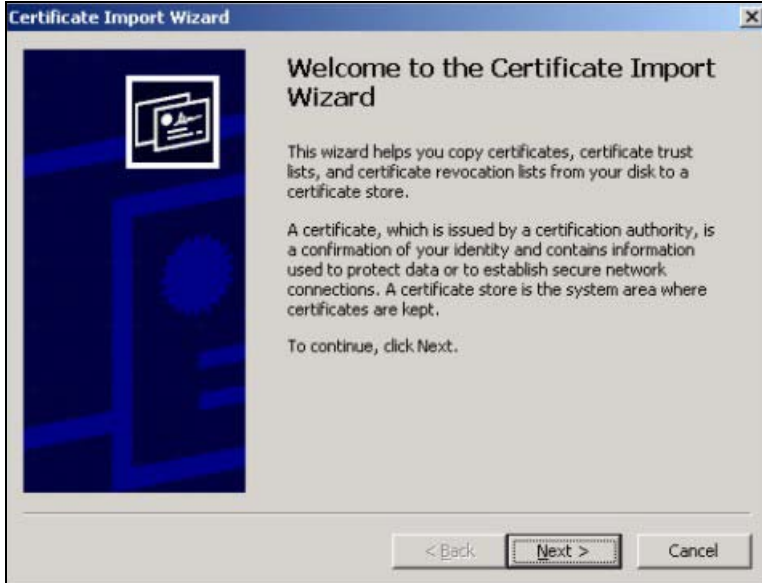 Certificate Import Wizard
Welcome to the Certificate Import
Wizard
This wizard helps you copy certificates, certificate trust
lists, and certificate revocation lists from your disk to a
certificate store.
A certificate, which is issued by a certification authority, is
a confirmation of your identity and contains information
used to protect data or to establish secure network
connections. A certificate store is the system area where
certificates are kept.
To continue, click Next.
< Back Next > Cancel